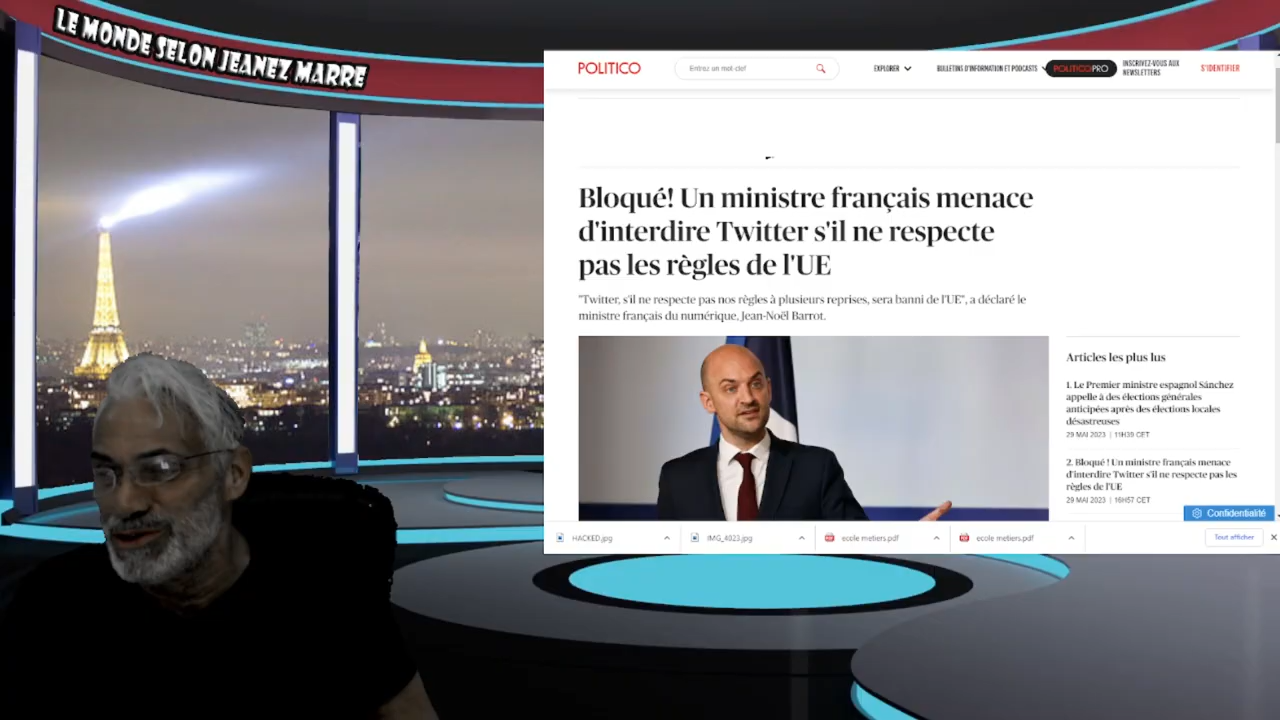 LE MONDE SELON JEANEZ MARRE
POLITICO
Entrez un mot-clef
EXPLORER
BULLETINS D'INFORMATION ET PODCASTS
POLITICOPRO
INSCRIVEZ-VOUS AUX
NEWSLETTERS
S'IDENTIFIER
Bloqué! Un ministre français menace
d'interdire Twitter s'il ne respecte
pas les règles de l'UE
"Twitter, s'il ne respecte pas nos règles à plusieurs reprises, sera banni de l'UE", a déclaré le
ministre français du numérique, Jean-Noël Barrot.
Articles les plus lus
1. Le Premier ministre espagnol Sánchez
appelle à des élections générales
anticipées après des élections locales
désastreuses
29 MAI 2023 | 11H39 CET
2. Bloqué ! Un ministre français menace
d'interdire Twitter s'il ne respecte pas les
règles de l'UE
29 MAI 2023 | 16H57 CET
Confidentialité
HACKED.jpg
IMG_4023.jpg
ecole metiers.pdf
ecole metiers.pdf
Tout afficher